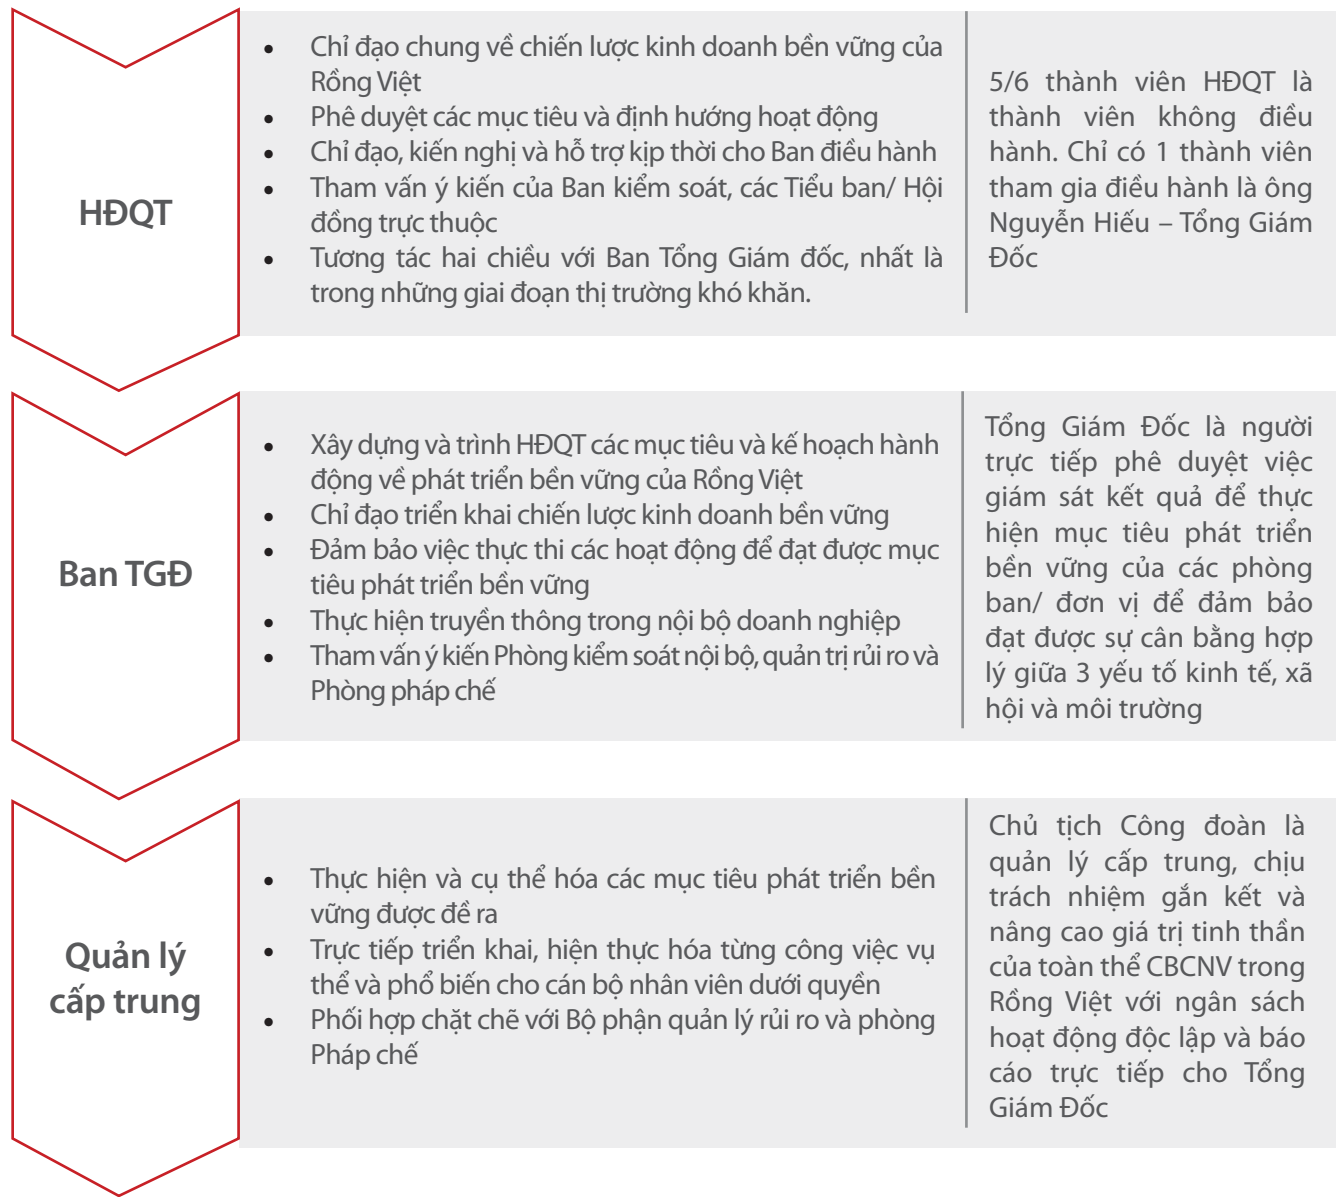 HĐQT
• Chỉ đạo chung về chiến lược kinh doanh bền vững của
Rồng Việt
• Phê duyệt các mục tiêu và định hướng hoạt động
• Chỉ đạo, kiến nghị và hỗ trợ kịp thời cho Ban điều hành
• Tham vấn ý kiến của Ban kiểm soát, các Tiểu ban/ Hội
đồng trực thuộc
• Tương tác hai chiều với Ban Tổng Giám đốc, nhất là
trong những giai đoạn thị trường khó khăn.
5/6 thành viên HĐQT là
thành viên không điều
hành. Chỉ có 1 thành viên
tham gia điều hành là ông
Nguyễn Hiếu – Tổng Giám
Đốc
Ban TGĐ
• Xây dựng và trình HĐQT các mục tiêu và kế hoạch hành
động về phát triển bền vững của Rồng Việt
• Chỉ đạo triển khai chiến lược kinh doanh bền vững
• Đảm bảo việc thực thi các hoạt động để đạt được mục
tiêu phát triển bền vững
• Thực hiện truyền thông trong nội bộ doanh nghiệp
• Tham vấn ý kiến Phòng kiểm soát nội bộ, quản trị rủi ro và
Phòng pháp chế
Tổng Giám Đốc là người
trực tiếp phê duyệt việc
giám sát kết quả để thực
hiện mục tiêu phát triển
bền vững của các phòng
ban/ đơn vị để đảm bảo
đạt được sự cân bằng hợp
lý giữa 3 yếu tố kinh tế, xã
hội và môi trường
Quản lý
cấp trung
• Thực hiện và cụ thể hóa các mục tiêu phát triển bền
vững được đề ra
• Trực tiếp triển khai, hiện thực hóa từng công việc vụ
thể và phổ biến cho cán bộ nhân viên dưới quyền
• Phối hợp chặt chẽ với Bộ phận quản lý rủi ro và phòng
Pháp chế
Chủ tịch Công đoàn là
quản lý cấp trung, chịu
trách nhiệm gắn kết và
nâng cao giá trị tinh thần
của toàn thể CBCNV trong
Rồng Việt với ngân sách
hoạt động độc lập và báo
cáo trực tiếp cho Tổng
Giám Đốc